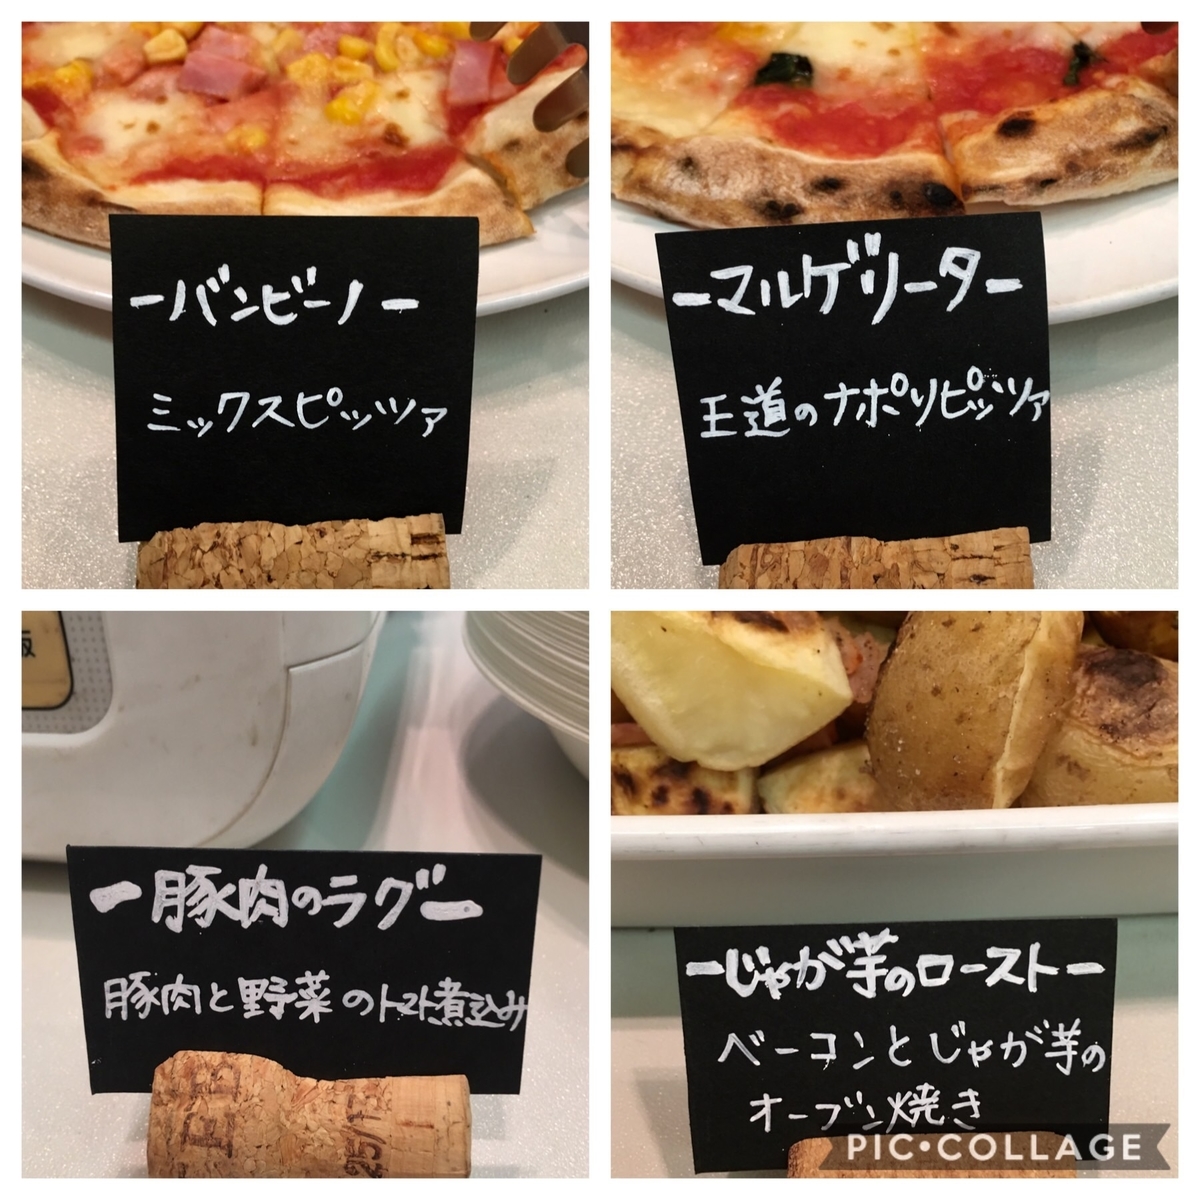 ーバンビーノー
ミックスピッツァ
ーマルゲリーター
王道のナポリピッツァ
ー豚肉のラグー
豚肉と野菜のトマト煮込み
25/1
ーじゃが芋のローストー
ベーコンとじゃが芋の
オーブン焼き
PIC•COLLAGE